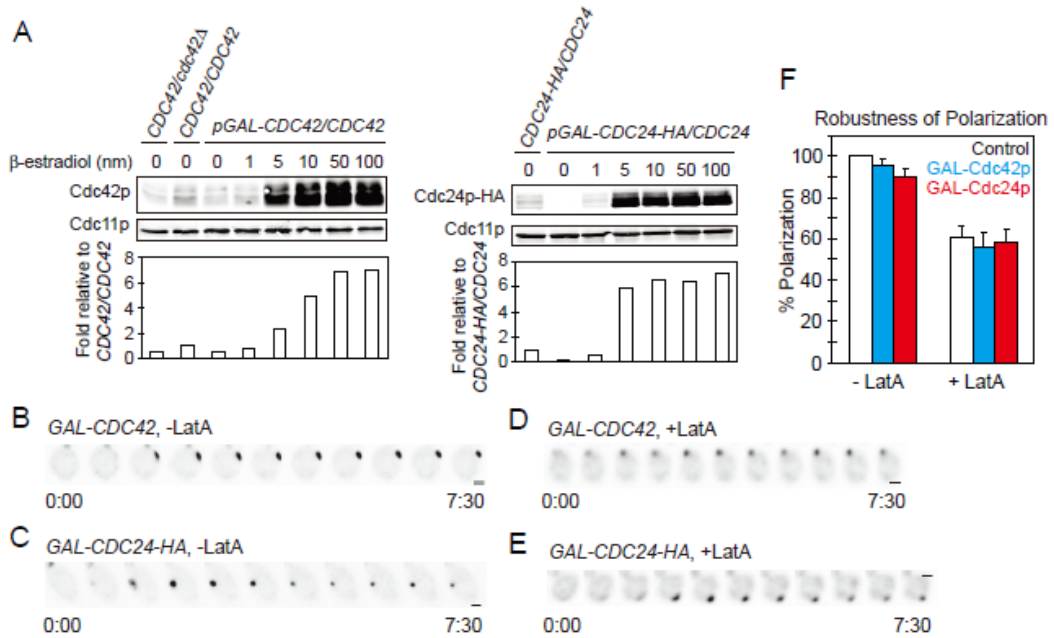 A
CDC42/cdc42Δ
CDC42/CDC42
pGAL-CDC42/CDC42
β-estradiol (nm) 0 0 0 1 5 10 50 100
Cdc42p
Cdc11p
Fold relative to
CDC42/CDC42
8
6
4
2
0
CDC24-HA/CDC24
pGAL-CDC24-HA/CDC24
0 0 1 5 10 50 100
Cdc24p-HA
Cdc11p
Fold relative to
CDC24-HA/CDC24
8
6
4
2
0
F
Robustness of Polarization
Control
GAL-Cdc42p
GAL-Cdc24p
% Polarization
100
80
60
40
20
0
- LatA + LatA
B
GAL-CDC42, -LatA
0:00 7:30
C
GAL-CDC24-HA, -LatA
0:00 7:30
D
GAL-CDC42, +LatA
0:00 7:30
E
GAL-CDC24-HA, +LatA
0:00 7:30